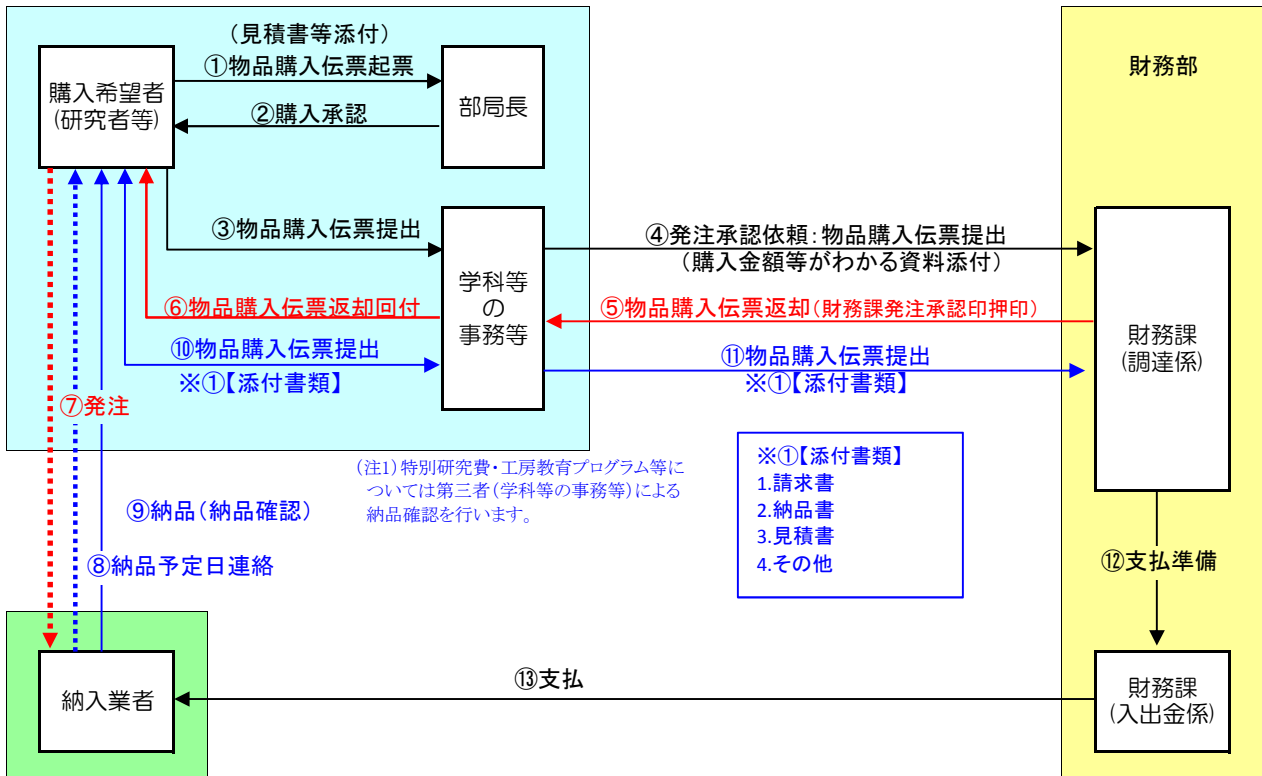 (見積書等添付)
①物品購入伝票起票
購入希望者
(研究者等)
②購入承認
部局長
財務部
③物品購入伝票提出
学科等
の
事務等
④発注承認依頼:物品購入伝票提出
(購入金額等がわかる資料添付)
⑥物品購入伝票返却回付
⑤物品購入伝票返却(財務課発注承認印押印)
⑩物品購入伝票提出
※①【添付書類】
⑪物品購入伝票提出
※①【添付書類】
財務課
(調達係)
⑦発注
(注1)特別研究費・工房教育プログラム等に
ついては第三者(学科等の事務等)による
納品確認を行います。
※①【添付書類】
1.請求書
2.納品書
3.見積書
4.その他
⑨納品(納品確認)
⑧納品予定日連絡
⑫支払準備
納入業者
⑬支払
財務課
(入出金係)